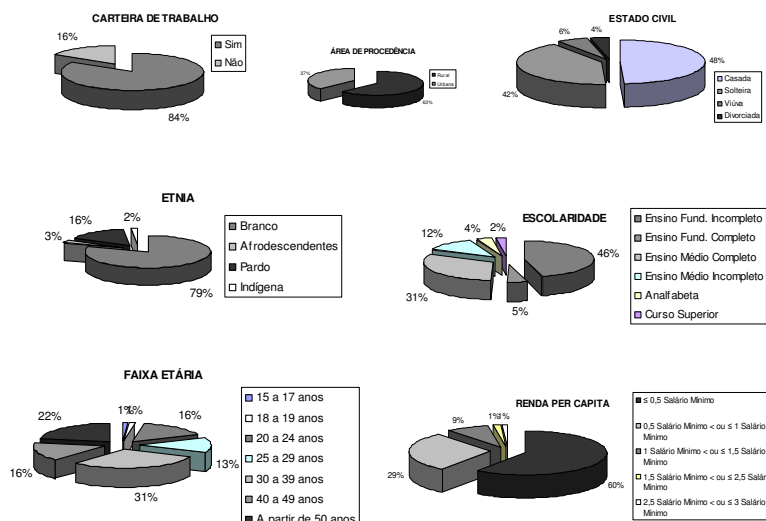 CARTEIRA DE TRABALHO
16%
84%
Sim
Não
ÁREA DE PROCEDÊNCIA
37%
63%
Rural
Urbana
ESTADO CIVIL
6%
4%
48%
42%
Casada
Solteira
Viúva
Divorciada
ETNIA
16%
2%
3%
79%
Branco
Afrodescendentes
Pardo
Indígena
ESCOLARIDADE
12%
4%
2%
46%
31%
5%
Ensino Fund. Incompleto
Ensino Fund. Completo
Ensino Médio Completo
Ensino Médio Incompleto
Analfabeta
Curso Superior
FAIXA ETÁRIA
1%
1%
22%
16%
16%
13%
31%
15 a 17 anos
18 a 19 anos
20 a 24 anos
25 a 29 anos
30 a 39 anos
40 a 49 anos
A partir de 50 anos
RENDA PER CAPITA
9%
1%
1%
29%
60%
≤ 0,5 Salário Mínimo
0,5 Salário Mínimo < ou ≤ 1 Salário
Mínimo
1 Salário Mínimo < ou ≤ 1,5 Salário
Mínimo
1,5 Salário Mínimo < ou ≤ 2,5 Salár
Mínimo
2,5 Salário Mínimo < ou ≤ 3 Salário
Mínimo